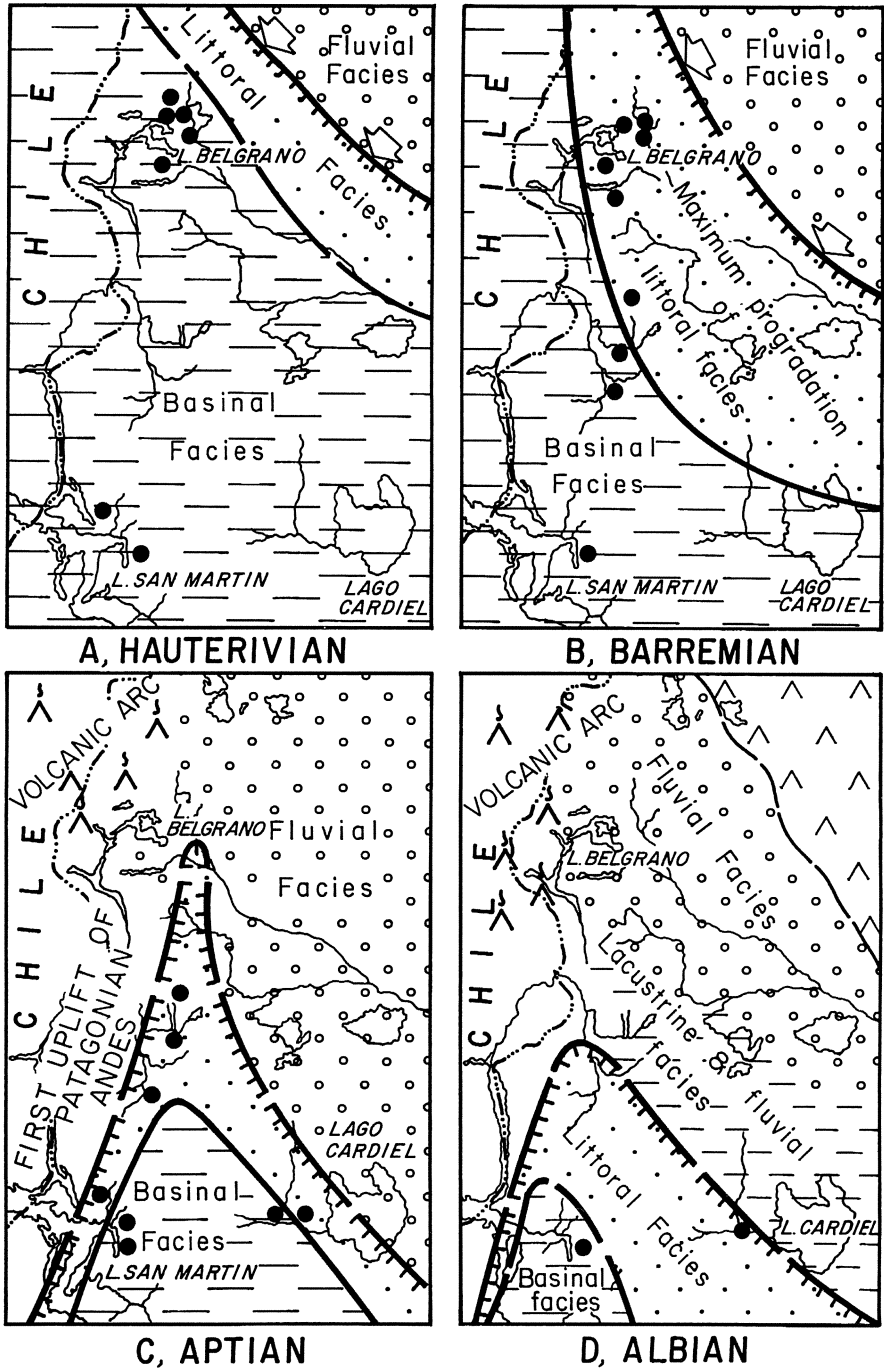 CHILE
Littoral
Facies
Fluvial
Facies
L. BELGRANO
Basinal
Facies
L. SAN MARTIN
LAGO
CARDIEL
A, HAUTERIVIAN
CHILE
Fluvial
Facies
L. BELGRANO
Maximum progradation
of
littoral facies
Basinal
Facies
L. SAN MARTIN
LAGO
CARDIEL
B, BARREMIAN
VOLCANIC ARC
CHILE
L.
BELGRANO
Fluvial
Facies
FIRST UPLIFT OF
PATAGONIAN
ANDES
LAGO
CARDIEL
Basinal
Facies
L. SAN MARTIN
C, APTIAN
VOLCANIC ARC
CHILE
Fluvial
Facies
L. BELGRANO
Lacustrine & fluvial
facies
Littoral Facies
L. CARDIEL
Basinal
facies
D, ALBIAN